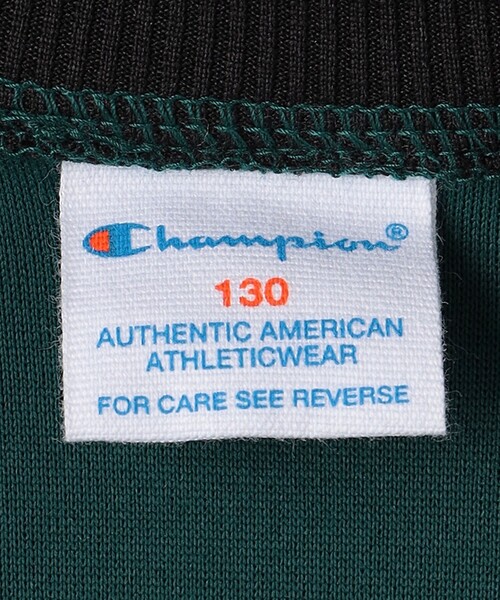 Champion®
130
AUTHENTIC AMERICAN
ATHLETICWEAR
FOR CARE SEE REVERSE